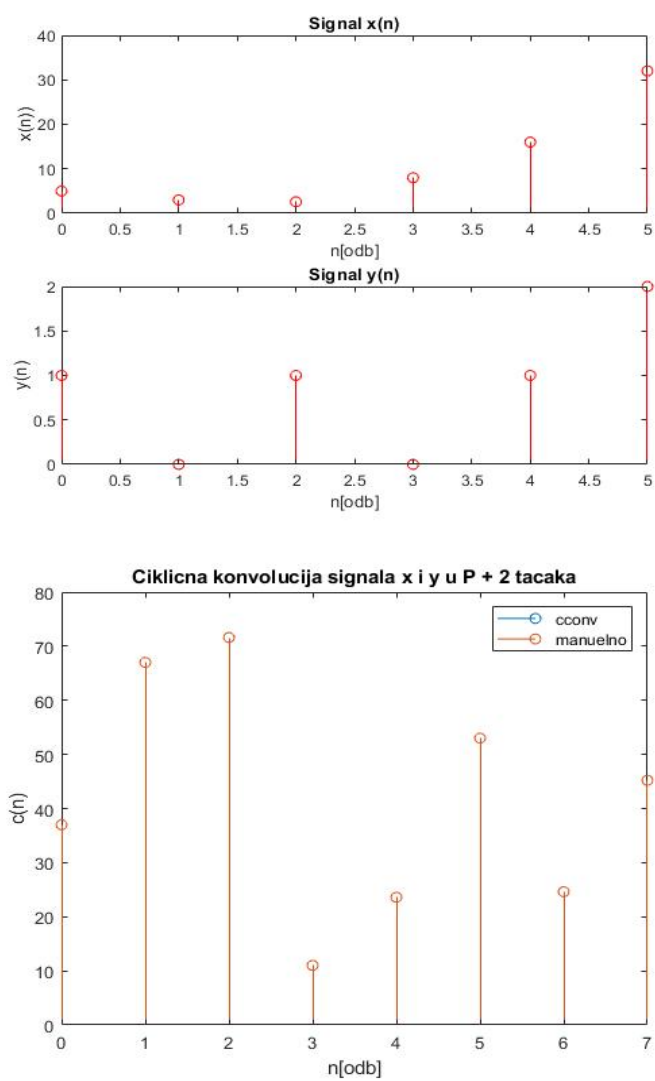 Signal x(n)
40
30
20
10
0
x(n))
0 0.5 1 1.5 2 2.5 3 3.5 4 4.5 5
n[odb]
Signal y(n)
2
1.5
1
0.5
0
y(n)
0 0.5 1 1.5 2 2.5 3 3.5 4 4.5 5
n[odb]
Ciklicna konvolucija signala x i y u P + 2 tacaka
80
70
60
50
40
30
20
10
0
c(n)
cconv
manuelno
0 1 2 3 4 5 6 7
n[odb]